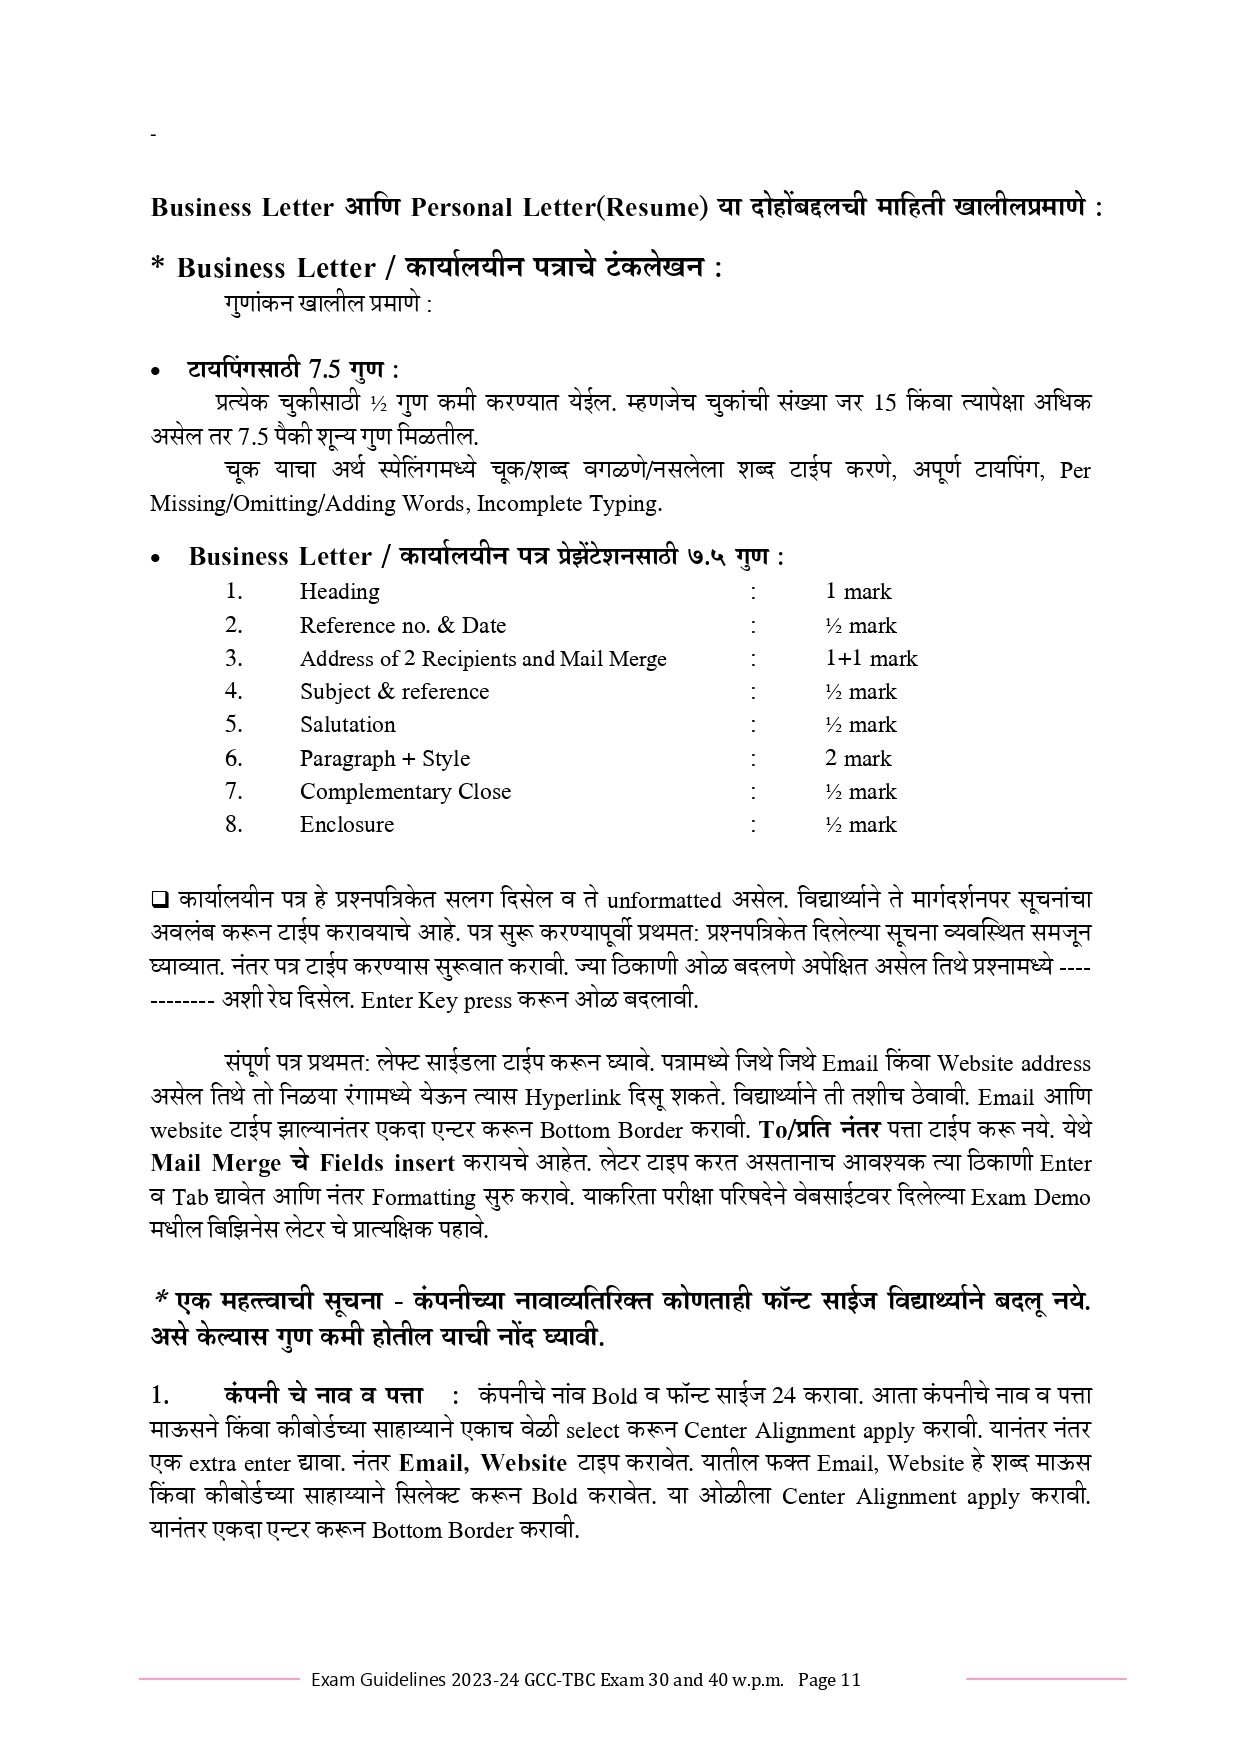 -
Business Letter आणि Personal Letter(Resume) या दोहोंबद्दलची माहिती खालीलप्रमाणे :
* Business Letter / कार्यालयीन पत्राचे टंकलेखन :
गुणांकन खालील प्रमाणे :
• टायपिंगसाठी 7.5 गुण :
प्रत्येक चुकीसाठी ½ गुण कमी करण्यात येईल. म्हणजेच चुकांची संख्या जर 15 किंवा त्यापेक्षा अधिक
असेल तर 7.5 पैकी शून्य गुण मिळतील.
चूक याचा अर्थ स्पेलिंगमध्ये चूक/शब्द वगळणे/नसलेला शब्द टाईप करणे, अपूर्ण टायपिंग, Per
Missing/Omitting/Adding Words, Incomplete Typing.
• Business Letter / कार्यालयीन पत्र प्रेझेंटेशनसाठी ७.५ गुण :
1. Heading : 1 mark
2. Reference no. & Date : ½ mark
3. Address of 2 Recipients and Mail Merge : 1+1 mark
4. Subject & reference : ½ mark
5. Salutation : ½ mark
6. Paragraph + Style : 2 mark
7. Complementary Close : ½ mark
8. Enclosure : ½ mark
❑ कार्यालयीन पत्र हे प्रश्नपत्रिकेत सलग दिसेल व ते unformatted असेल. विद्यार्थ्याने ते मार्गदर्शनपर सूचनांचा
अवलंब करून टाईप करावयाचे आहे. पत्र सुरू करण्यापूर्वी प्रथमत: प्रश्नपत्रिकेत दिलेल्या सूचना व्यवस्थित समजून
घ्याव्यात. नंतर पत्र टाईप करण्यास सुरूवात करावी. ज्या ठिकाणी ओळ बदलणे अपेक्षित असेल तिथे प्रश्नामध्ये ----
----------- अशी रेघ दिसेल. Enter Key press करून ओळ बदलावी.
संपूर्ण पत्र प्रथमत: लेफ्ट साईडला टाईप करून घ्यावे. पत्रामध्ये जिथे जिथे Email किंवा Website address
असेल तिथे तो निळया रंगामध्ये येऊन त्यास Hyperlink दिसू शकते. विद्यार्थ्याने ती तशीच ठेवावी. Email आणि
website टाईप झाल्यानंतर एकदा एन्टर करून Bottom Border करावी. To/प्रति नंतर पत्ता टाईप करू नये. येथे
Mail Merge चे Fields insert करायचे आहेत. लेटर टाइप करत असतानाच आवश्यक त्या ठिकाणी Enter
व Tab द्यावेत आणि नंतर Formatting सुरु करावे. याकरिता परीक्षा परिषदेने वेबसाईटवर दिलेल्या Exam Demo
मधील बिझिनेस लेटर चे प्रात्यक्षिक पहावे.
* एक महत्त्वाची सूचना - कंपनीच्या नावाव्यतिरिक्त कोणताही फॉन्ट साईज विद्यार्थ्याने बदलू नये.
असे केल्यास गुण कमी होतील याची नोंद घ्यावी.
1. कंपनी चे नाव व पत्ता : कंपनीचे नांव Bold व फॉन्ट साईज 24 करावा. आता कंपनीचे नाव व पत्ता
माऊसने किंवा कीबोर्डच्या साहाय्याने एकाच वेळी select करून Center Alignment apply करावी. यानंतर नंतर
एक extra enter द्यावा. नंतर Email, Website टाइप करावेत. यातील फक्त Email, Website हे शब्द माऊस
किंवा कीबोर्डच्या साहाय्याने सिलेक्ट करून Bold करावेत. या ओळीला Center Alignment apply करावी.
यानंतर एकदा एन्टर करून Bottom Border करावी.
Exam Guidelines 2023-24 GCC-TBC Exam 30 and 40 w.p.m. Page 11